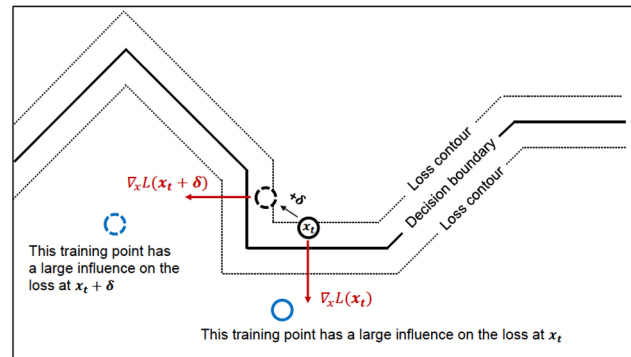 Loss contour
Decision boundary
Loss contour
∇ₓL(𝒙ₜ + 𝜹)
+𝜹
𝒙ₜ
This training point has
a large influence on the
loss at 𝒙ₜ + 𝜹
∇ₓL(𝒙ₜ)
This training point has a large influence on the loss at 𝒙ₜ